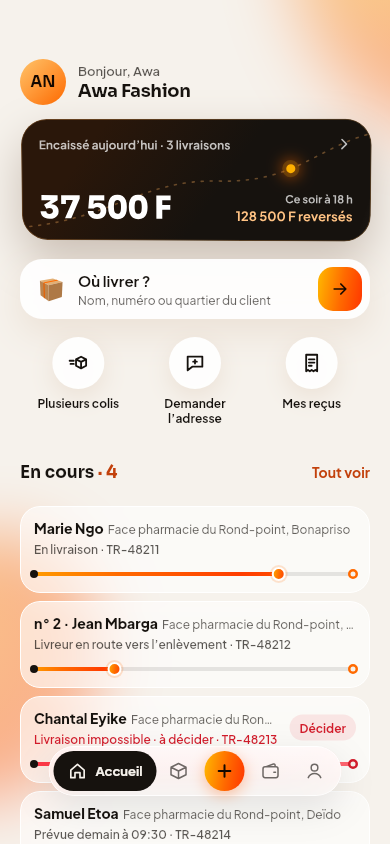 AN
Bonjour, Awa
Awa Fashion
Encaissé aujourd’hui · 3 livraisons
37 500 F
Ce soir à 18 h
128 500 F reversés
Où livrer ?
Nom, numéro ou quartier du client
Plusieurs colis
Demander
l’adresse
Mes reçus
En cours · 4
Tout voir
Marie Ngo Face pharmacie du Rond-point, Bonapriso
En livraison · TR-48211
n° 2 · Jean Mbarga Face pharmacie du Rond-point, …
Livreur en route vers l’enlèvement · TR-48212
Chantal Eyike Face pharmacie du Ron…
Livraison impossible · à décider · TR-48213
Décider
Accueil
Samuel Etoa Face pharmacie du Rond-point, Deïdo
Prévue demain à 09:30 · TR-48214